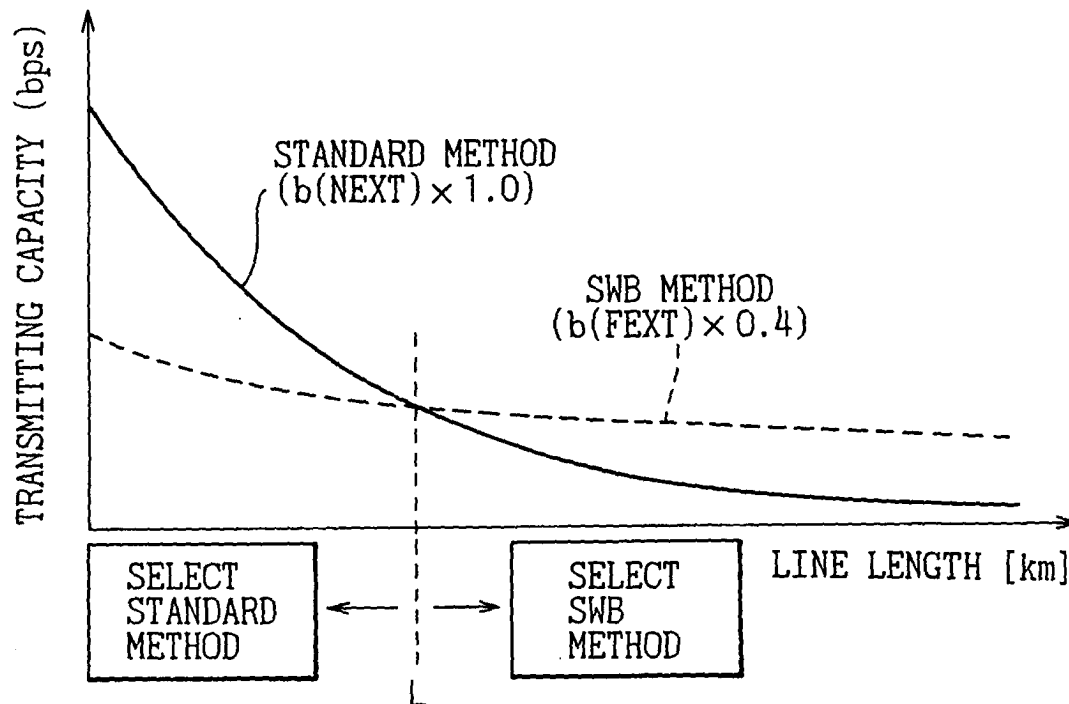 TRANSMITTING CAPACITY (bps)
STANDARD METHOD
(b(NEXT)×1.0)
SWB METHOD
(b(FEXT)×0.4)
LINE LENGTH [km]
SELECT
STANDARD
METHOD
SELECT
SWB
METHOD